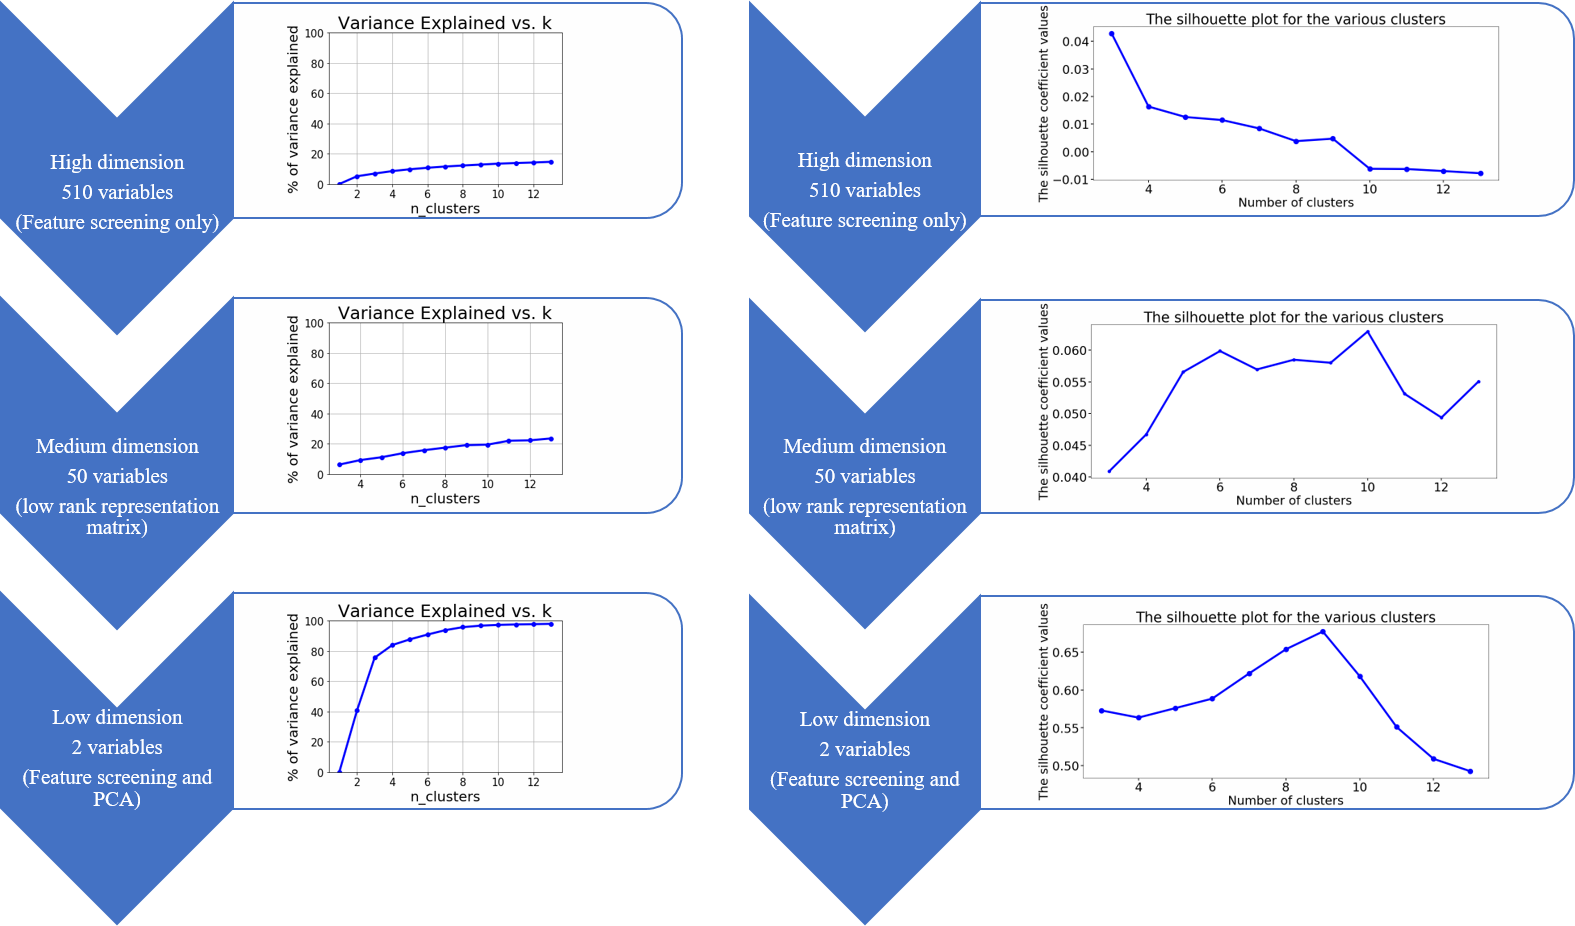 High dimension
510 variables
(Feature screening only)
Variance Explained vs. k
% of variance explained
100
80
60
40
20
0
2 4 6 8 10 12
n_clusters
High dimension
510 variables
(Feature screening only)
The silhouette plot for the various clusters
The silhouette coefficient values
0.04
0.03
0.02
0.01
0.00
−0.01
4 6 8 10 12
Number of clusters
Medium dimension
50 variables
(low rank representation
matrix)
Variance Explained vs. k
% of variance explained
100
80
60
40
20
0
4 6 8 10 12
n_clusters
Medium dimension
50 variables
(low rank representation
matrix)
The silhouette plot for the various clusters
The silhouette coefficient values
0.060
0.055
0.050
0.045
0.040
4 6 8 10 12
Number of clusters
Low dimension
2 variables
(Feature screening and
PCA)
Variance Explained vs. k
% of variance explained
100
80
60
40
20
0
2 4 6 8 10 12
n_clusters
Low dimension
2 variables
(Feature screening and
PCA)
The silhouette plot for the various clusters
The silhouette coefficient values
0.65
0.60
0.55
0.50
4 6 8 10 12
Number of clusters